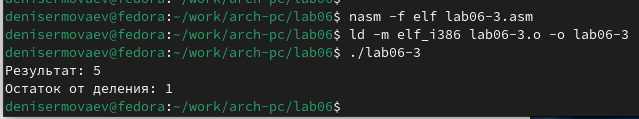 denisermovaev@fedora:~/work/arch-pc/lab06$ nasm -f elf lab06-3.asm
denisermovaev@fedora:~/work/arch-pc/lab06$ ld -m elf_i386 lab06-3.o -o lab06-3
denisermovaev@fedora:~/work/arch-pc/lab06$ ./lab06-3
Результат: 5
Остаток от деления: 1
denisermovaev@fedora:~/work/arch-pc/lab06$